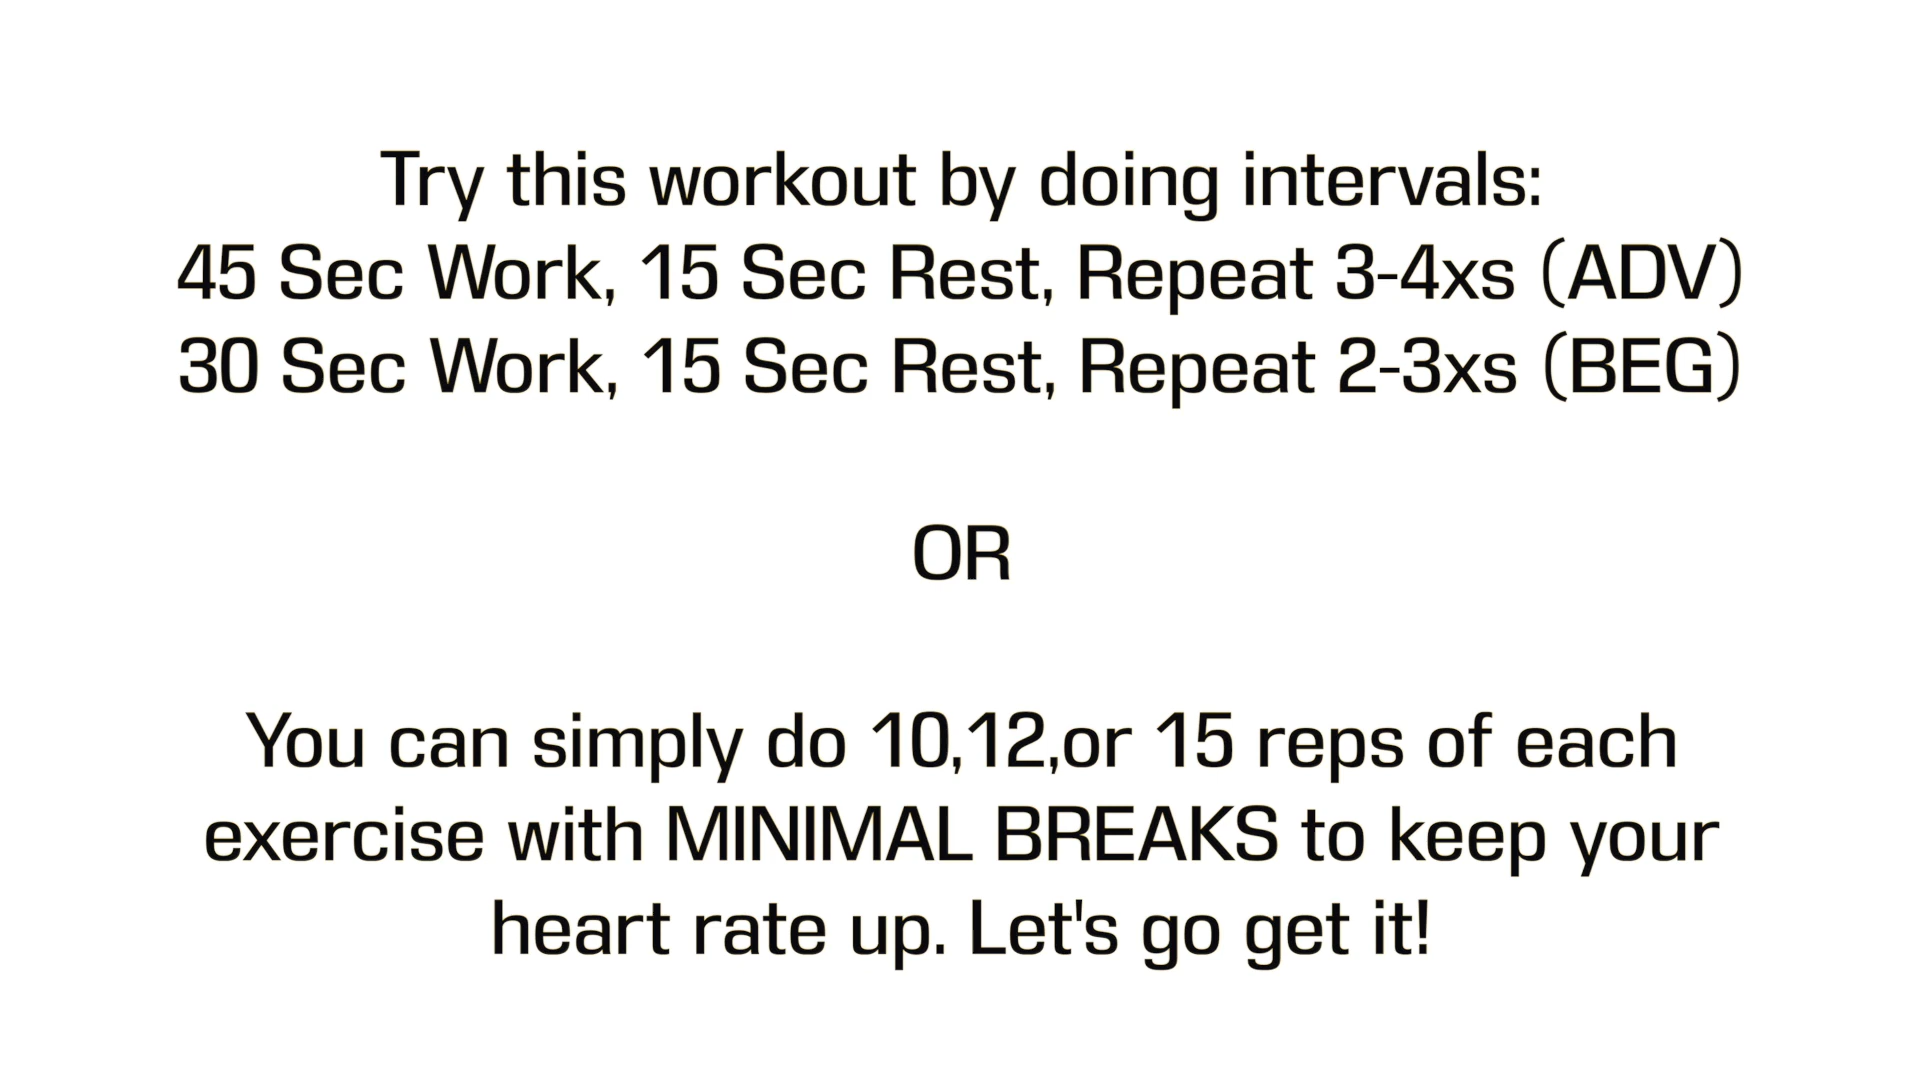 Try this workout by doing intervals:
45 Sec Work, 15 Sec Rest, Repeat 3-4xs (ADV)
30 Sec Work, 15 Sec Rest, Repeat 2-3xs (BEG)
OR
You can simply do 10,12,or 15 reps of each
exercise with MINIMAL BREAKS to keep your
heart rate up. Let's go get it!